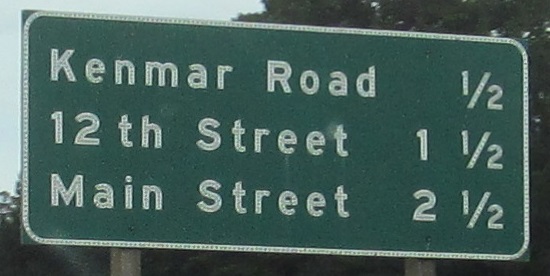 Kenmar Road ½
12th Street 1 ½
Main Street 2 ½